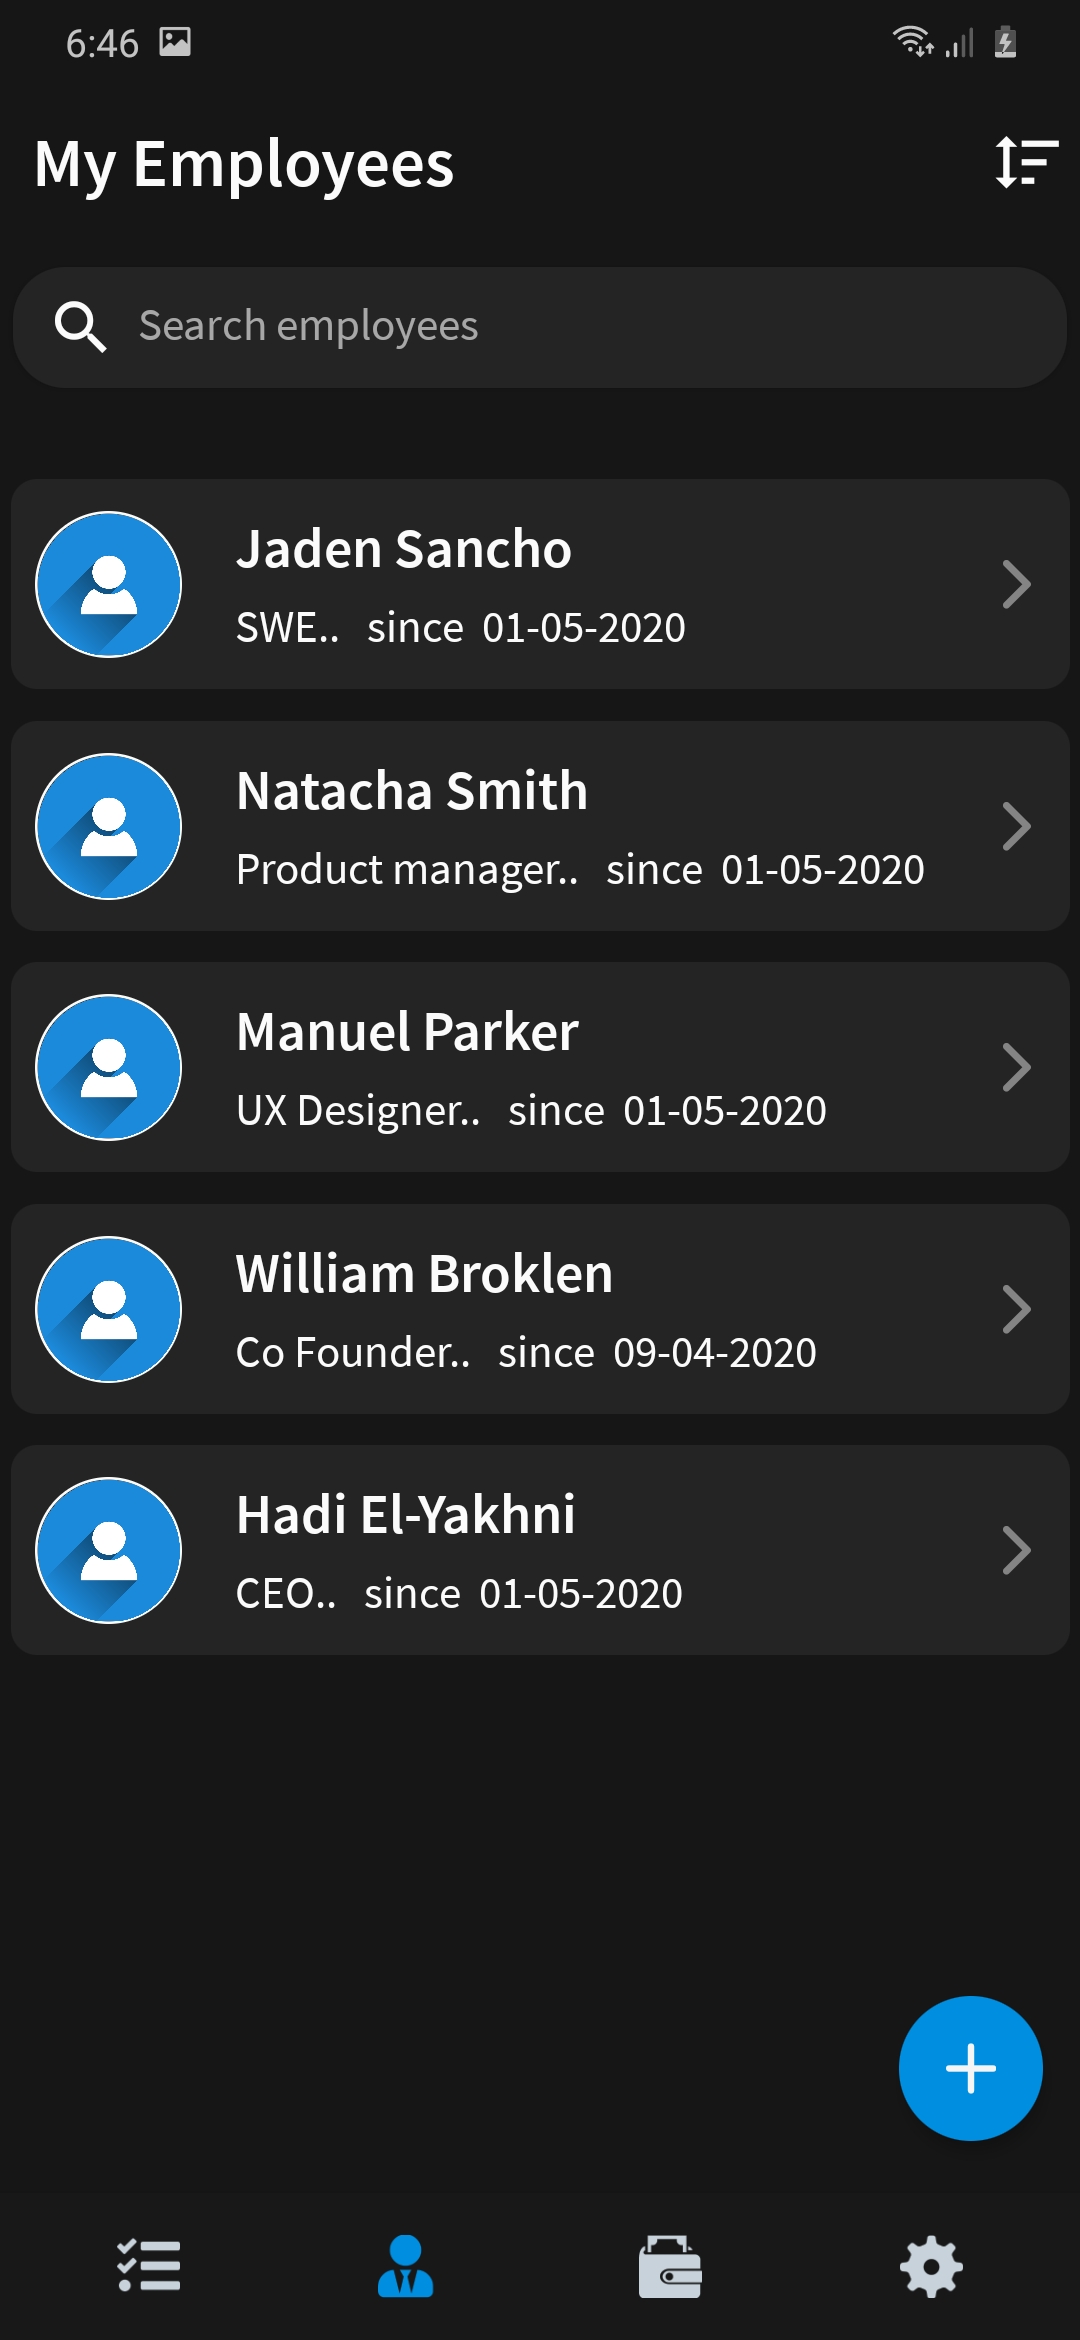 6:46
My Employees
Search employees
Jaden Sancho
SWE.. since 01-05-2020
Natacha Smith
Product manager.. since 01-05-2020
Manuel Parker
UX Designer.. since 01-05-2020
William Broklen
Co Founder.. since 09-04-2020
Hadi El-Yakhni
CEO.. since 01-05-2020